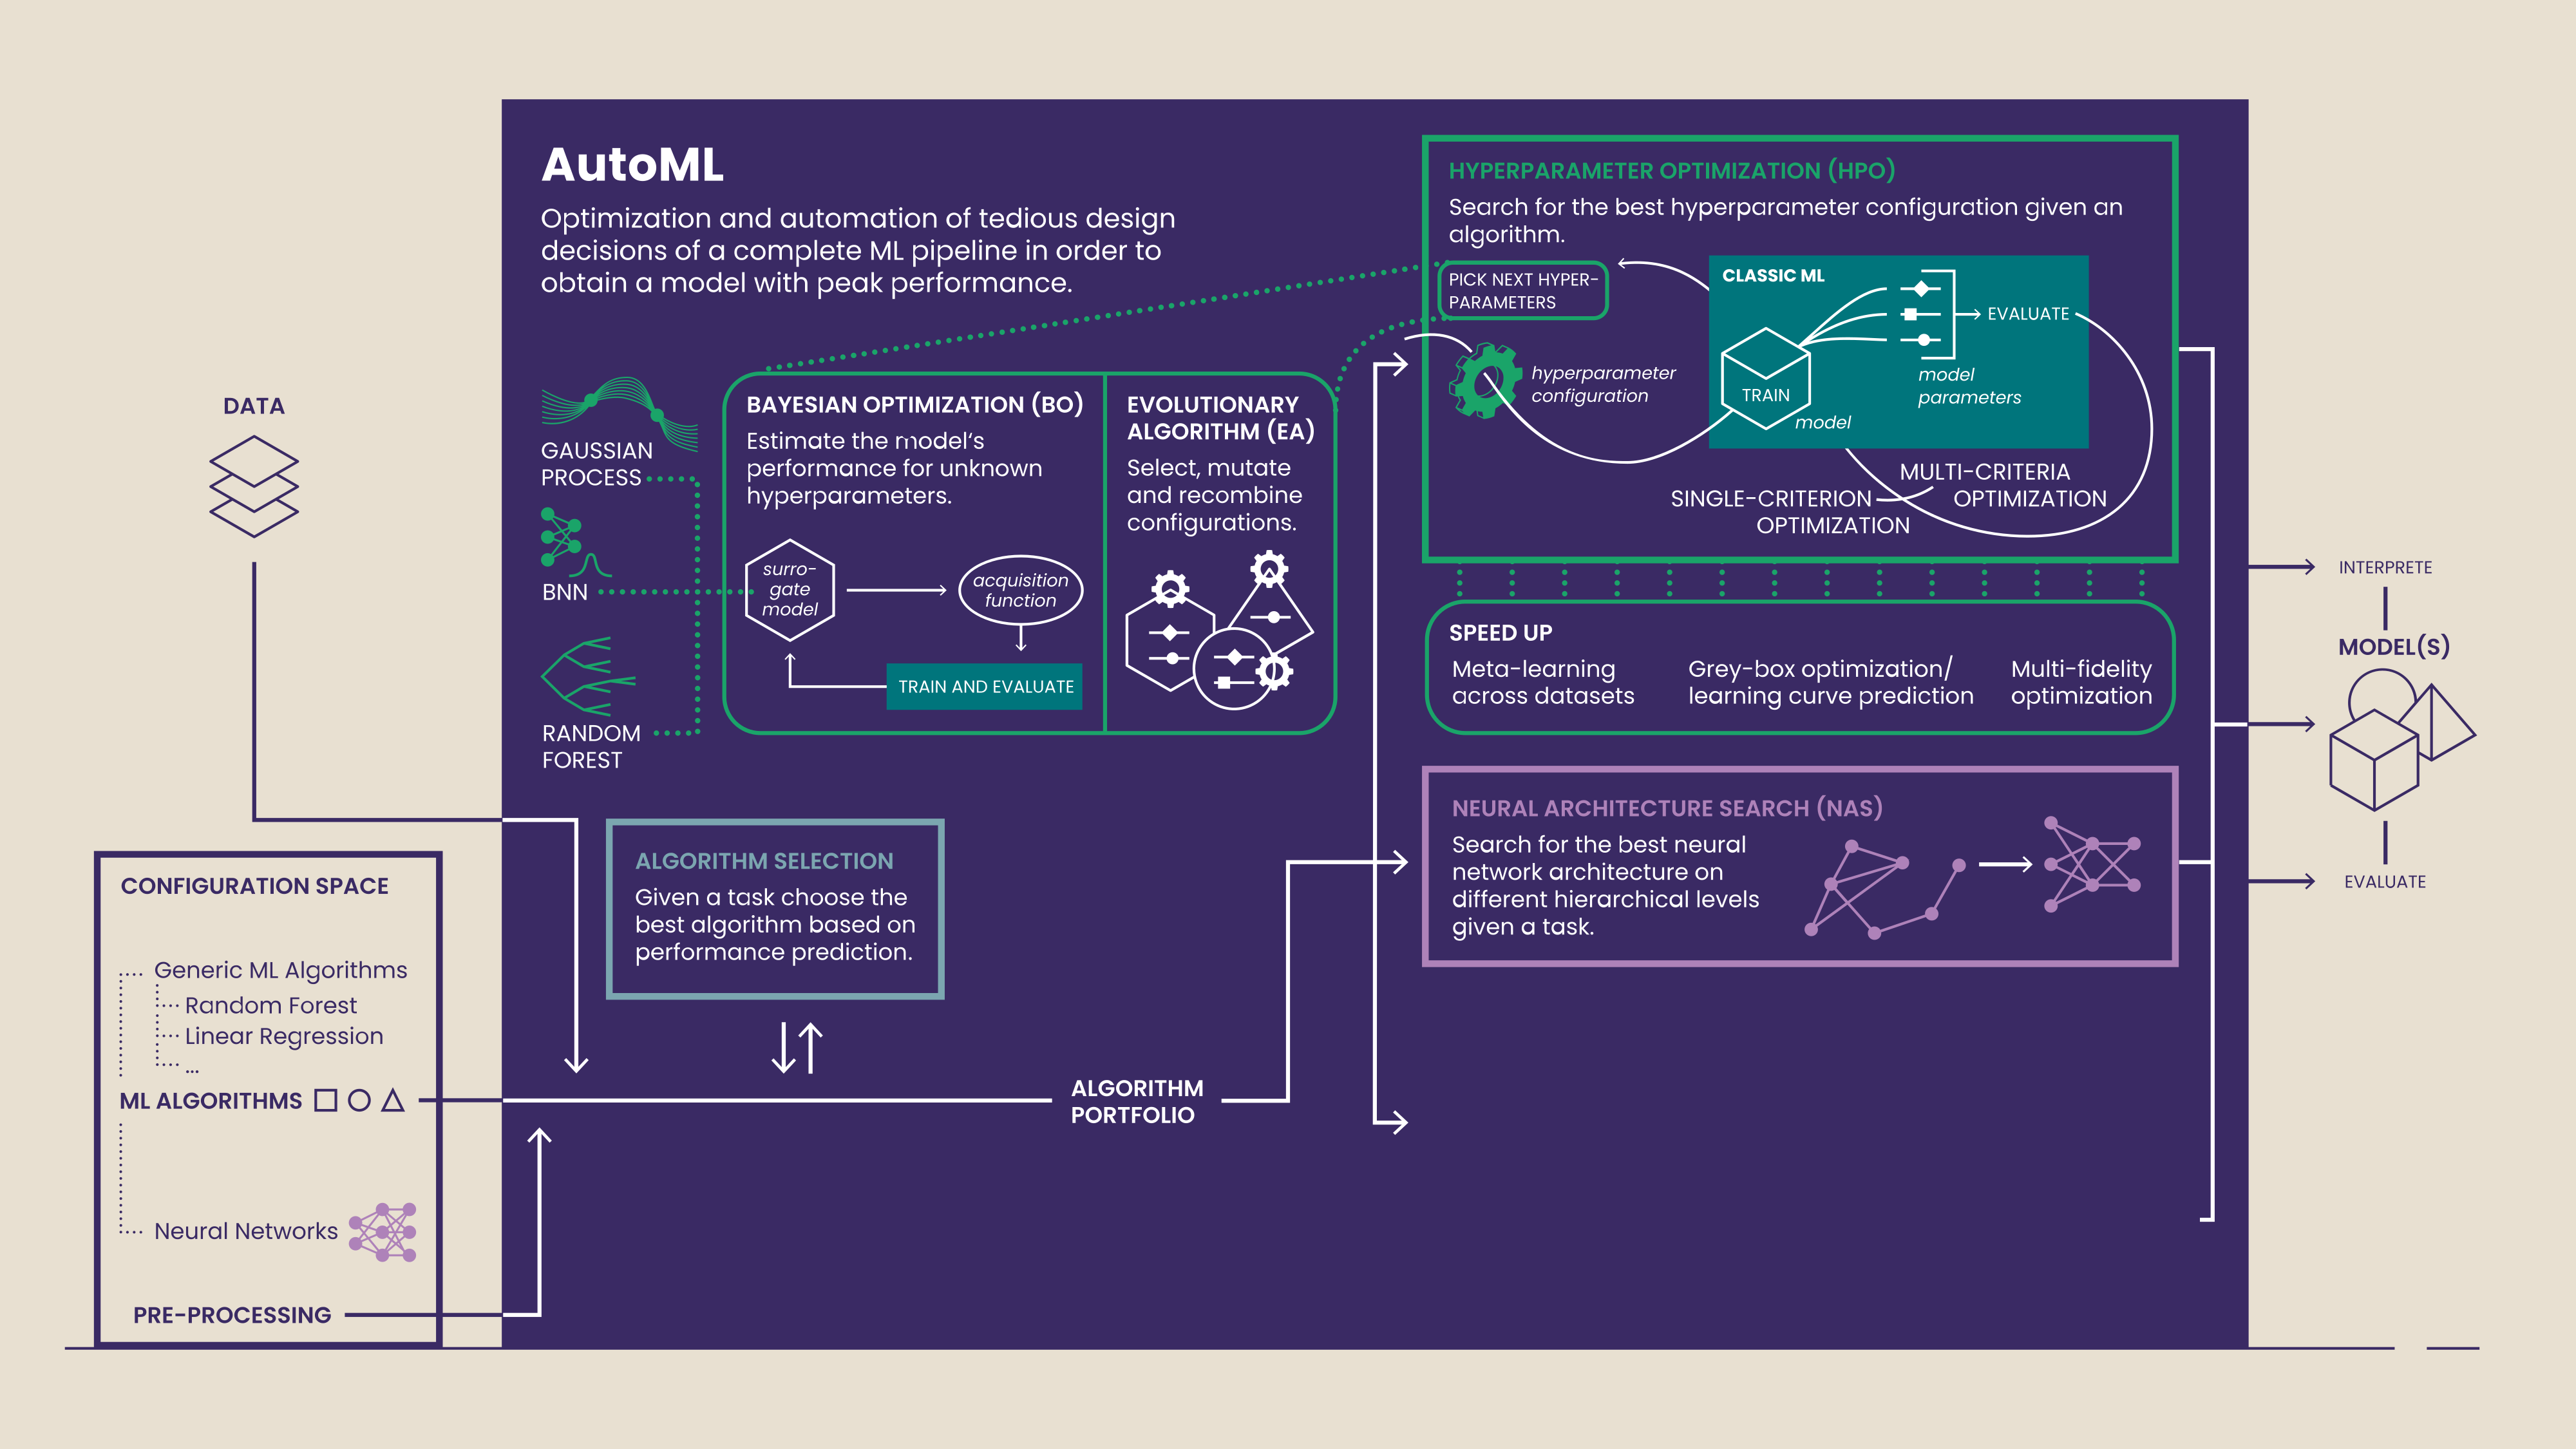 AutoML
Optimization and automation of tedious design
decisions of a complete ML pipeline in order to
obtain a model with peak performance.
DATA
CONFIGURATION SPACE
Generic ML Algorithms
Random Forest
Linear Regression
...
ML ALGORITHMS
Neural Networks
PRE-PROCESSING
GAUSSIAN
PROCESS
BNN
RANDOM
FOREST
BAYESIAN OPTIMIZATION (BO)
Estimate the model‘s
performance for unknown
hyperparameters.
surro-
gate
model
acquisition
function
TRAIN AND EVALUATE
EVOLUTIONARY
ALGORITHM (EA)
Select, mutate
and recombine
configurations.
ALGORITHM SELECTION
Given a task choose the
best algorithm based on
performance prediction.
ALGORITHM
PORTFOLIO
HYPERPARAMETER OPTIMIZATION (HPO)
Search for the best hyperparameter configuration given an
algorithm.
PICK NEXT HYPER-
PARAMETERS
hyperparameter
configuration
CLASSIC ML
TRAIN
model
EVALUATE
model
parameters
MULTI-CRITERIA
OPTIMIZATION
SINGLE-CRITERION
OPTIMIZATION
SPEED UP
Meta-learning
across datasets
Grey-box optimization/
learning curve prediction
Multi-fidelity
optimization
NEURAL ARCHITECTURE SEARCH (NAS)
Search for the best neural
network architecture on
different hierarchical levels
given a task.
INTERPRETE
MODEL(S)
EVALUATE